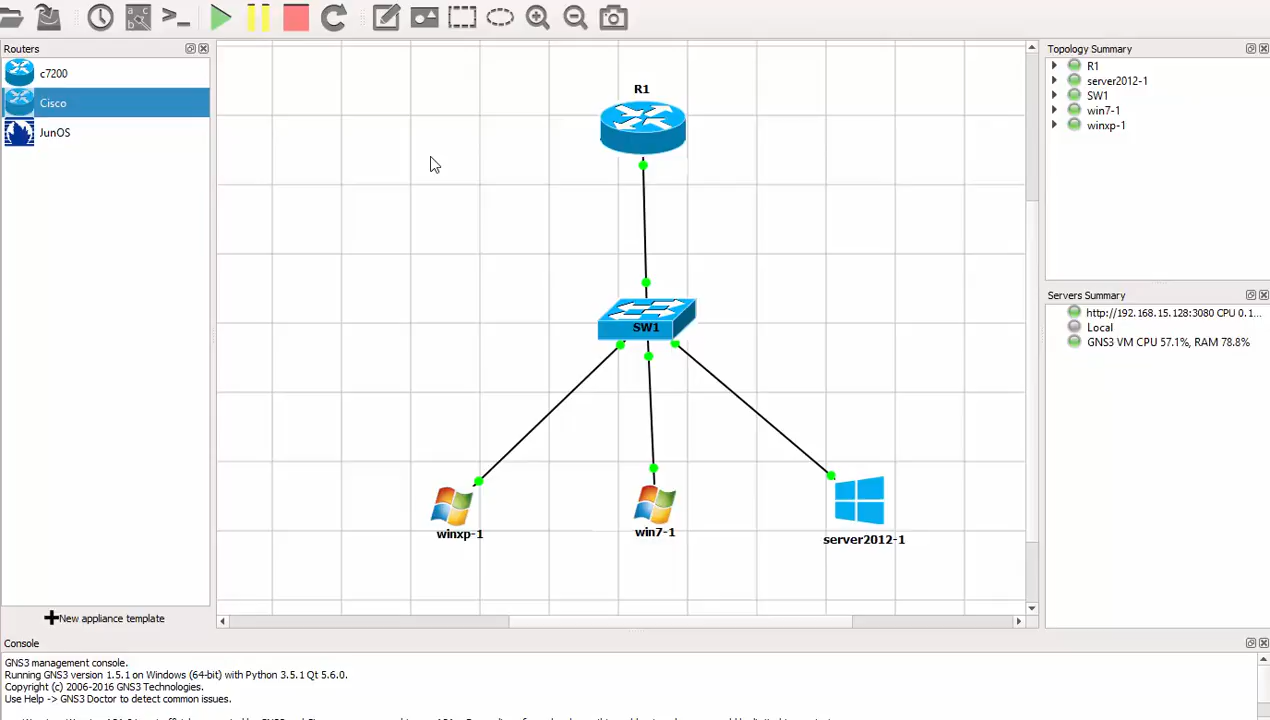 Routers
c7200
Cisco
JunOS
New appliance template
R1
SW1
winxp-1
win7-1
server2012-1
Topology Summary
R1
server2012-1
SW1
win7-1
winxp-1
Servers Summary
http://192.168.15.128:3080 CPU 0.1...
Local
GNS3 VM CPU 57.1%, RAM 78.8%
Console
GNS3 management console.
Running GNS3 version 1.5.1 on Windows (64-bit) with Python 3.5.1 Qt 5.6.0.
Copyright (c) 2006-2016 GNS3 Technologies.
Use Help -> GNS3 Doctor to detect common issues.